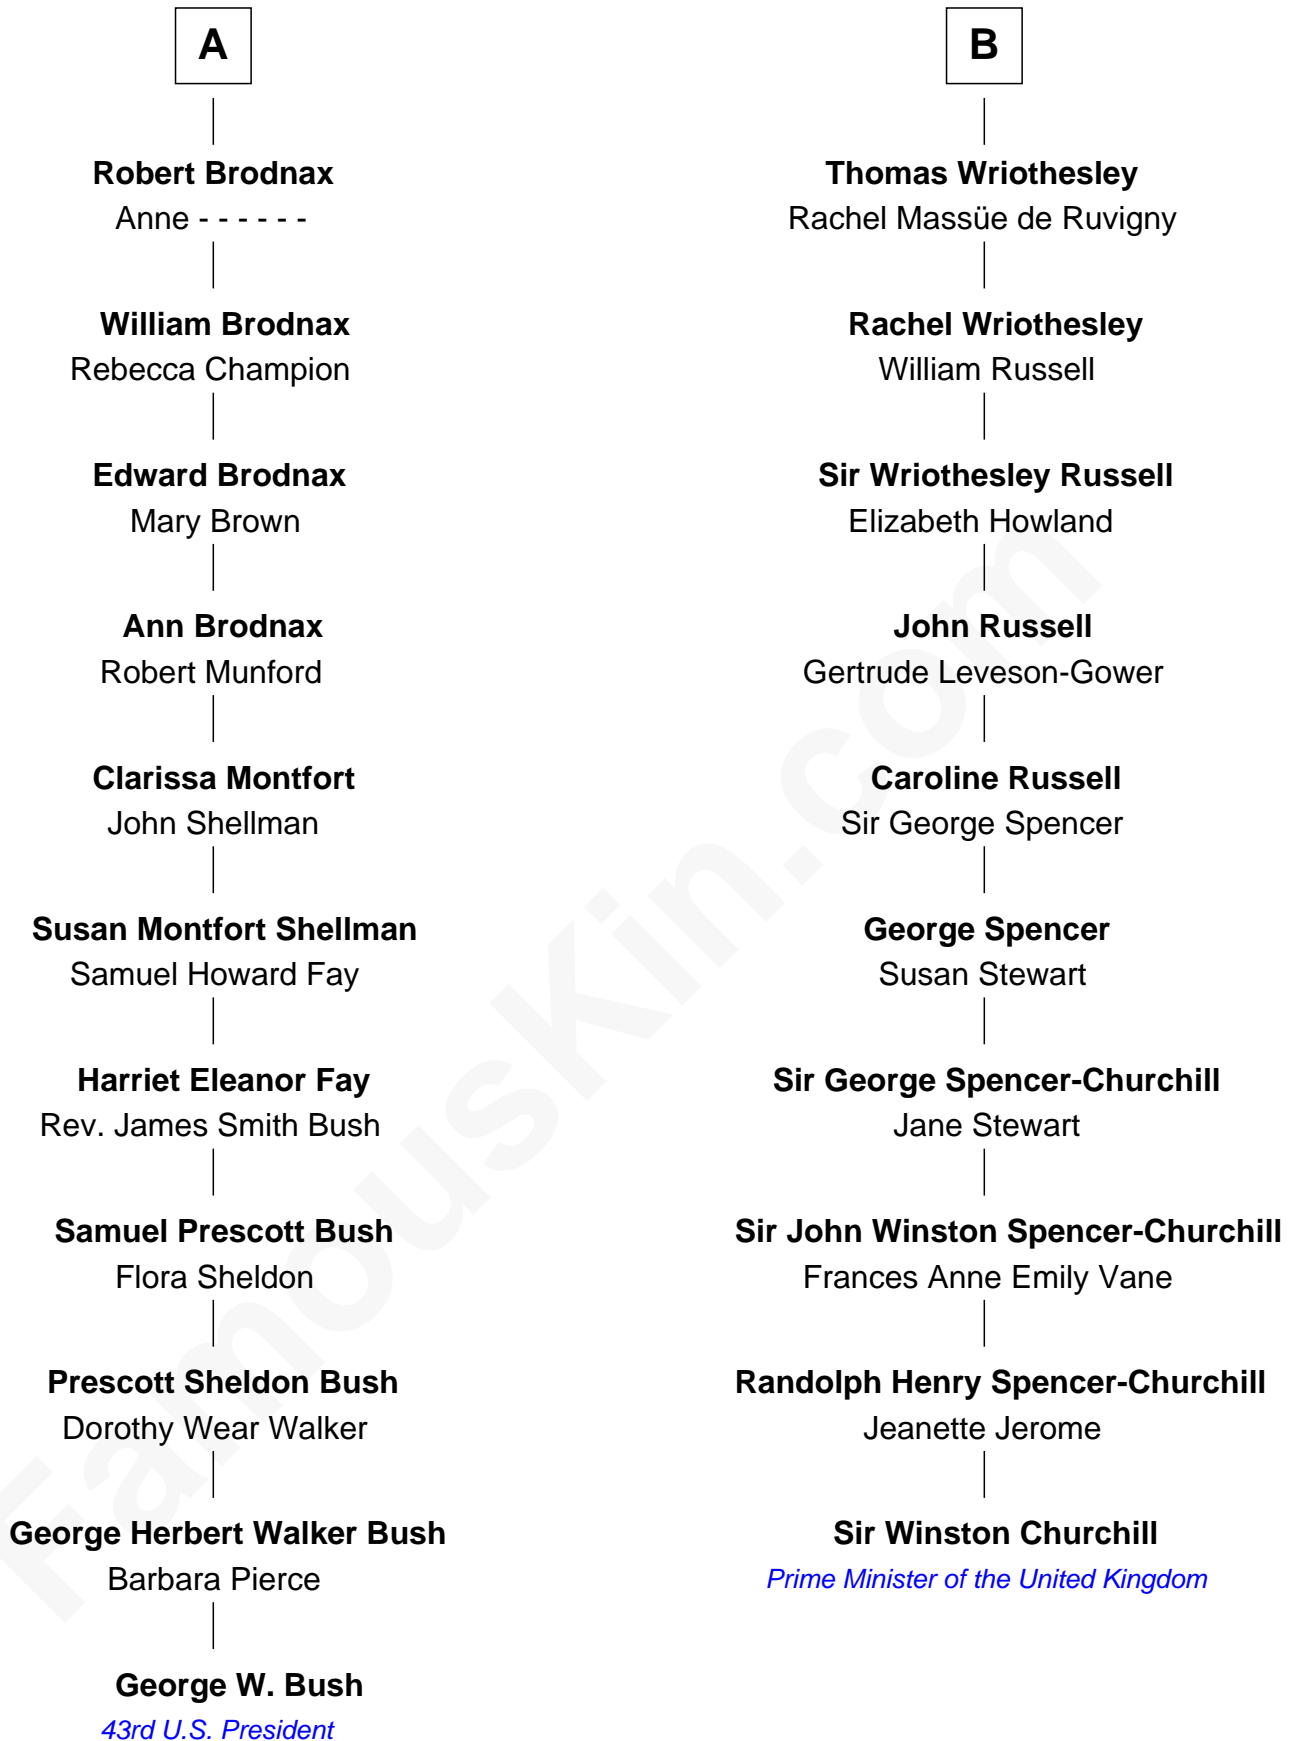 A
Robert Brodnax
Anne - - - - - -
William Brodnax
Rebecca Champion
Edward Brodnax
Mary Brown
Ann Brodnax
Robert Munford
Clarissa Montfort
John Shellman
Susan Montfort Shellman
Samuel Howard Fay
Harriet Eleanor Fay
Rev. James Smith Bush
Samuel Prescott Bush
Flora Sheldon
Prescott Sheldon Bush
Dorothy Wear Walker
George Herbert Walker Bush
Barbara Pierce
George W. Bush
43rd U.S. President
B
Thomas Wriothesley
Rachel Massüe de Ruvigny
Rachel Wriothesley
William Russell
Sir Wriothesley Russell
Elizabeth Howland
John Russell
Gertrude Leveson-Gower
Caroline Russell
Sir George Spencer
George Spencer
Susan Stewart
Sir George Spencer-Churchill
Jane Stewart
Sir John Winston Spencer-Churchill
Frances Anne Emily Vane
Randolph Henry Spencer-Churchill
Jeanette Jerome
Sir Winston Churchill
Prime Minister of the United Kingdom
FamousKin.com